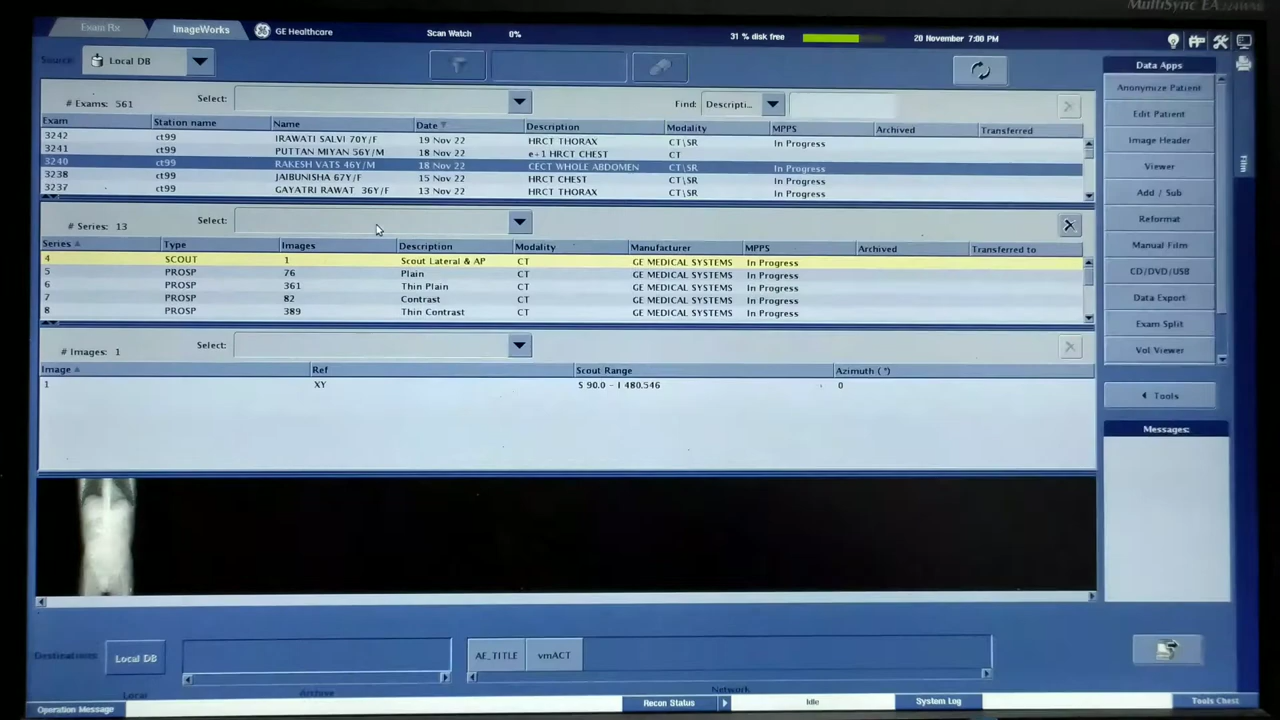 MultiSync EA224WMi
Exam Rx ImageWorks GE Healthcare Scan Watch 0% 31 % disk free 20 November 7:00 PM
Source: Local DB
Data Apps
# Exams: 561 Select: Find: Descripti...
Exam Station name Name Date Description Modality MPPS Archived Transferred
3242 ct99 IRAWATI SALVI 70Y/F 19 Nov 22 HRCT THORAX CT\SR In Progress
3241 ct99 PUTTAN MIYAN 56Y/M 18 Nov 22 e+1 HRCT CHEST CT
3240 ct99 RAKESH VATS 46Y/M 18 Nov 22 CECT WHOLE ABDOMEN CT\SR In Progress
3238 ct99 JAIBUNISHA 67Y/F 15 Nov 22 HRCT CHEST CT\SR In Progress
3237 ct99 GAYATRI RAWAT 36Y/F 13 Nov 22 HRCT THORAX CT\SR In Progress
# Series: 13 Select:
Series Type Images Description Modality Manufacturer MPPS Archived Transferred to
4 SCOUT 1 Scout Lateral & AP CT GE MEDICAL SYSTEMS In Progress
5 PROSP 76 Plain CT GE MEDICAL SYSTEMS In Progress
6 PROSP 361 Thin Plain CT GE MEDICAL SYSTEMS In Progress
7 PROSP 82 Contrast CT GE MEDICAL SYSTEMS In Progress
8 PROSP 389 Thin Contrast CT GE MEDICAL SYSTEMS In Progress
# Images: 1 Select:
Image Ref Scout Range Azimuth (°)
1 XY S 90.0 - I 480.546 0
Anonymize Patient
Edit Patient
Image Header
Viewer
Add / Sub
Reformat
Manual Film
CD/DVD/USB
Data Export
Exam Split
Vol Viewer
Tools
Messages:
Film
Destinations: Local DB AE_TITLE vmACT
Local Archive Network
Operation Message Recon Status Idle System Log Tools Chest